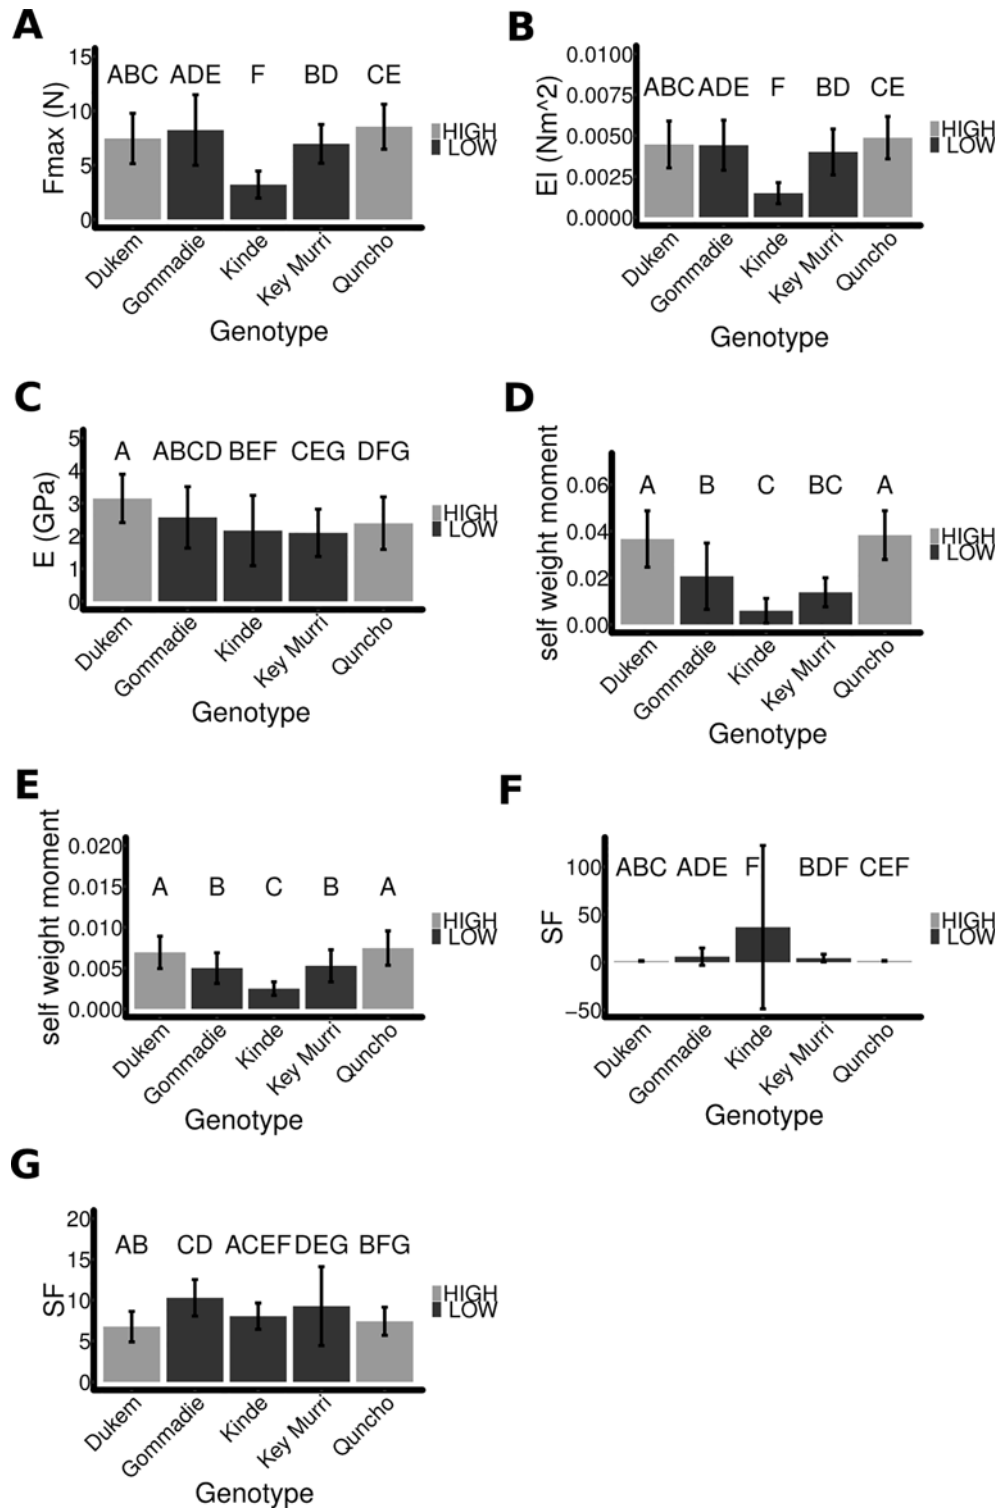 A
Fmax (N)
15
10
5
0
ABC ADE F BD CE
HIGH
LOW
Dukem Gommadie Kinde Key Murri Quncho
Genotype
B
EI (Nm^2)
0.0100
0.0075
0.0050
0.0025
0.0000
ABC ADE F BD CE
HIGH
LOW
Dukem Gommadie Kinde Key Murri Quncho
Genotype
C
E (GPa)
5
4
3
2
1
0
A ABCD BEF CEG DFG
HIGH
LOW
Dukem Gommadie Kinde Key Murri Quncho
Genotype
D
self weight moment
0.06
0.04
0.02
0.00
A B C BC A
HIGH
LOW
Dukem Gommadie Kinde Key Murri Quncho
Genotype
E
self weight moment
0.020
0.015
0.010
0.005
0.000
A B C B A
HIGH
LOW
Dukem Gommadie Kinde Key Murri Quncho
Genotype
F
SF
100
50
0
−50
ABC ADE F BDF CEF
HIGH
LOW
Dukem Gommadie Kinde Key Murri Quncho
Genotype
G
SF
20
15
10
5
0
AB CD ACEF DEG BFG
HIGH
LOW
Dukem Gommadie Kinde Key Murri Quncho
Genotype